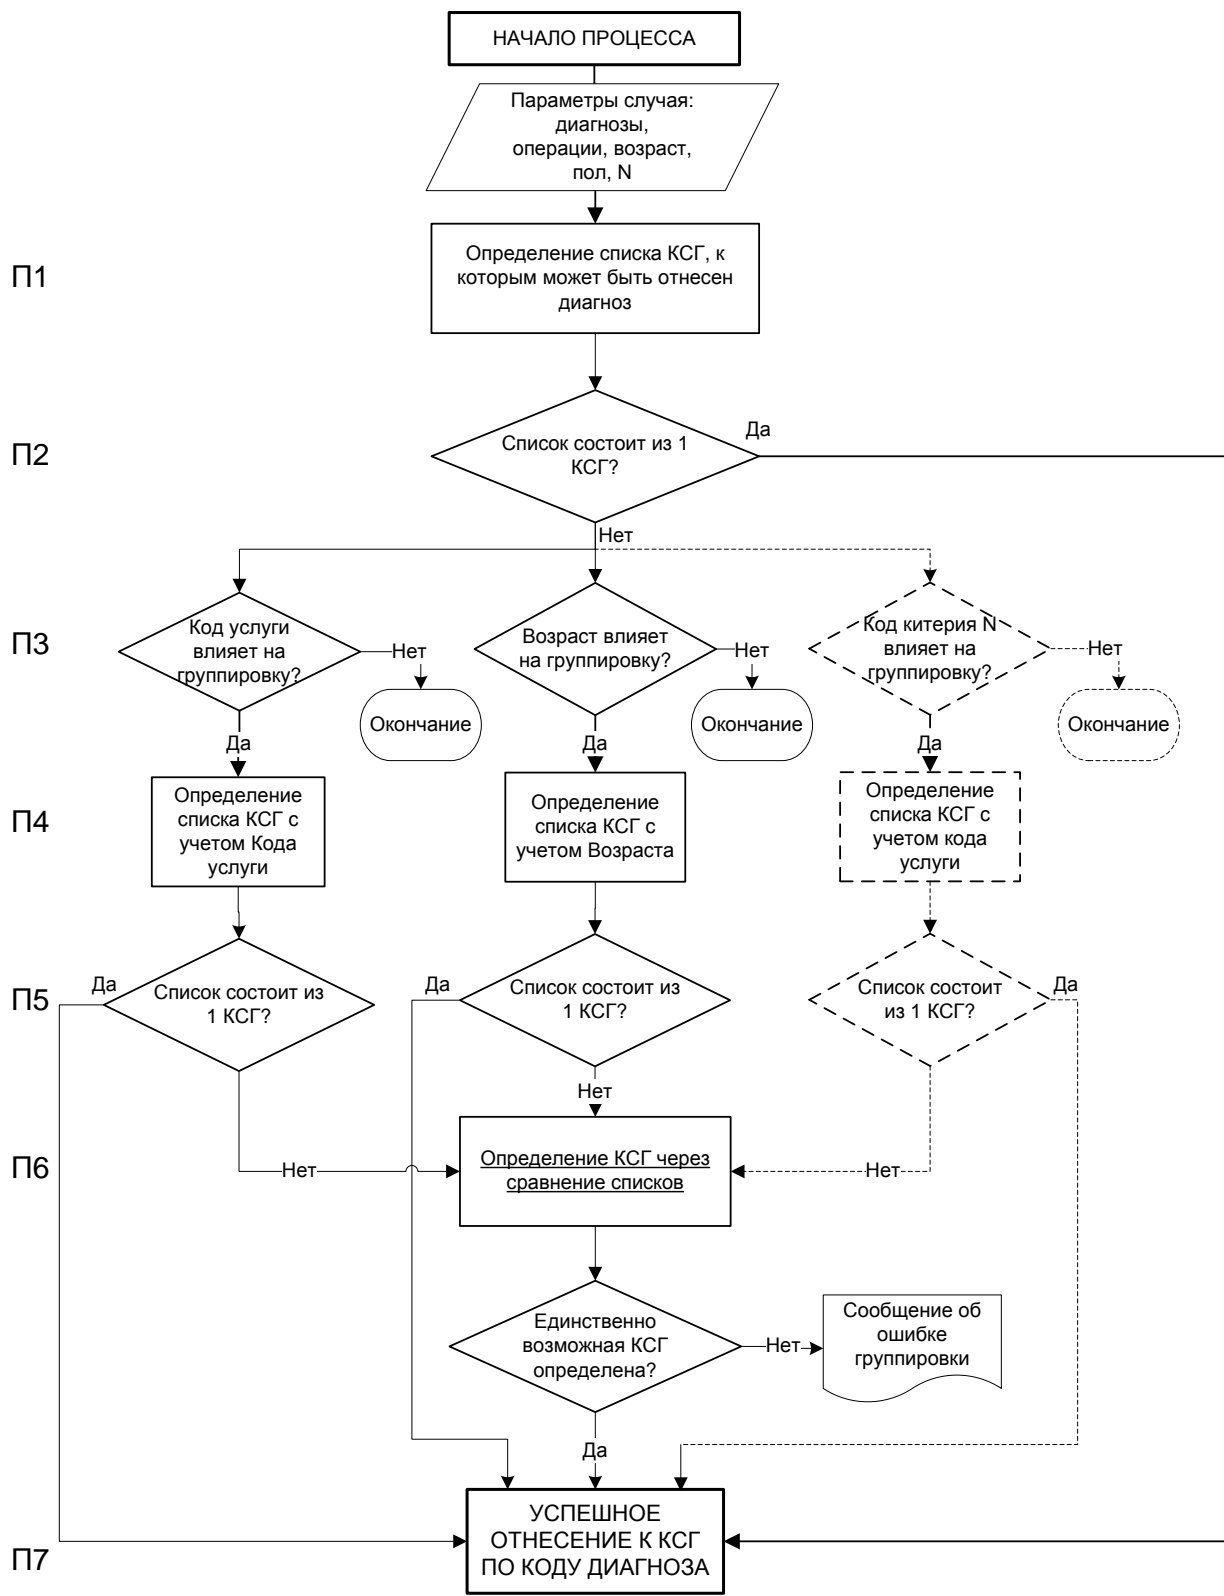 НАЧАЛО ПРОЦЕССА
Параметры случая:
диагнозы,
операции, возраст,
пол, N
П1
Определение списка КСГ, к
которым может быть отнесен
диагноз
П2
Список состоит из 1
КСГ?
Да
Нет
П3
Код услуги
влияет на
группировку?
Нет
Окончание
Возраст влияет
на группировку?
Нет
Окончание
Код китерия N
влияет на
группировку?
Нет
Окончание
Да
Да
Да
П4
Определение
списка КСГ с
учетом Кода
услуги
Определение
списка КСГ с
учетом Возраста
Определение
списка КСГ с
учетом кода
услуги
П5
Да
Список состоит из
1 КСГ?
Да
Список состоит из
1 КСГ?
Список состоит
из 1 КСГ?
Да
Нет
П6
Нет
Определение КСГ через
сравнение списков
Нет
Единственно
возможная КСГ
определена?
Нет
Сообщение об
ошибке
группировки
Да
П7
УСПЕШНОЕ
ОТНЕСЕНИЕ К КСГ
ПО КОДУ ДИАГНОЗА